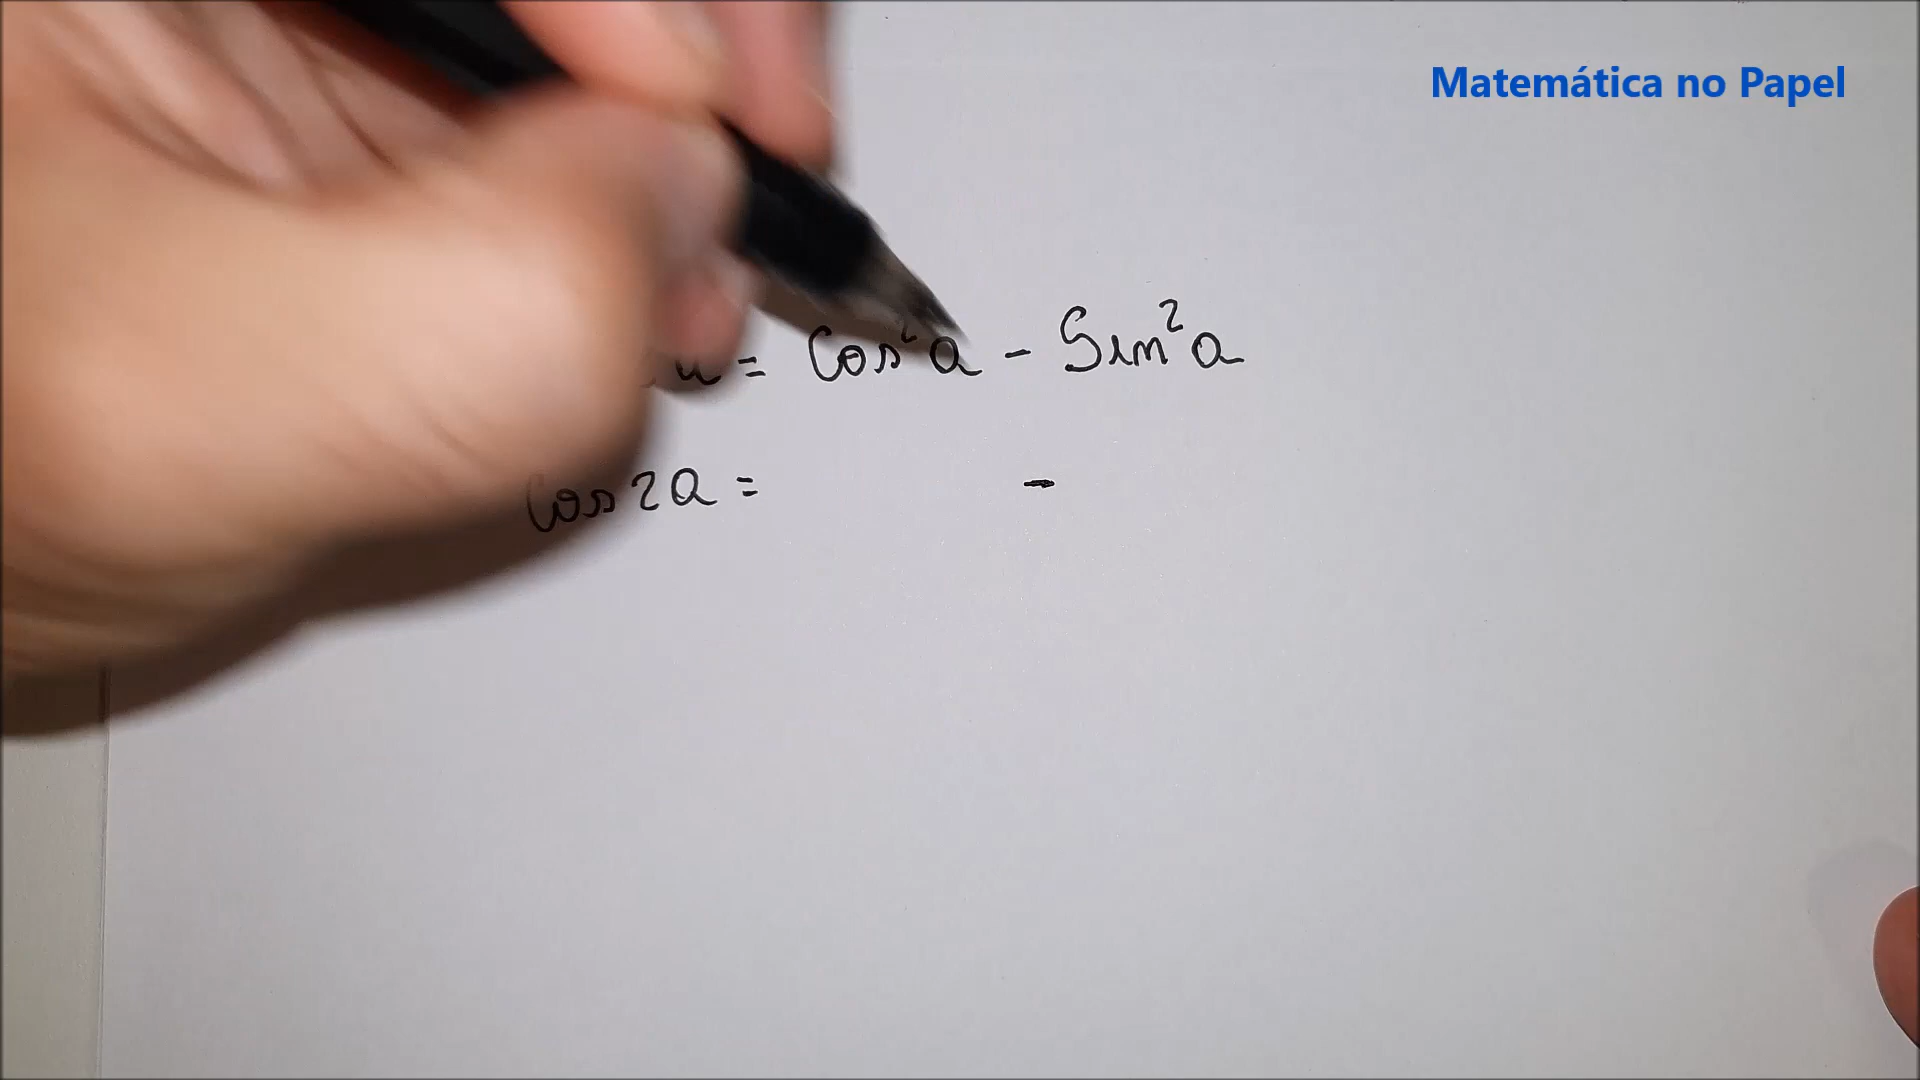 Matemática no Papel
= Cos²a - Sin²a
Cos 2a = -